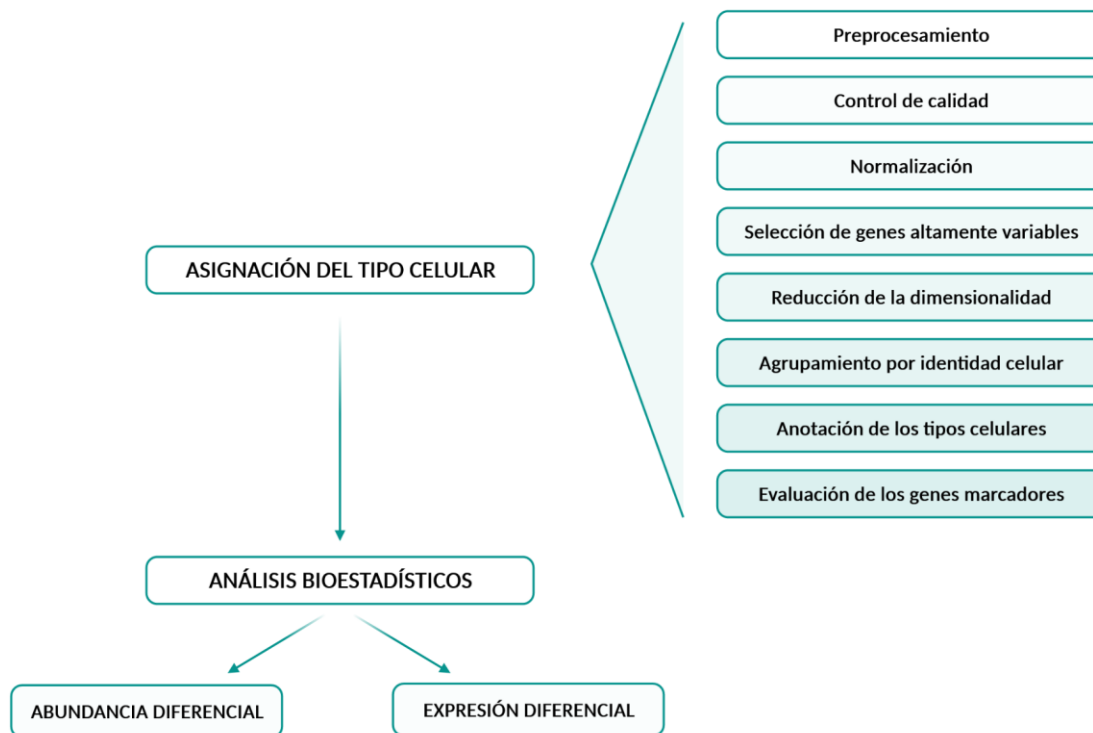 Preprocesamiento
Control de calidad
Normalización
Selección de genes altamente variables
ASIGNACIÓN DEL TIPO CELULAR
Reducción de la dimensionalidad
Agrupamiento por identidad celular
Anotación de los tipos celulares
Evaluación de los genes marcadores
ANÁLISIS BIOESTADÍSTICOS
ABUNDANCIA DIFERENCIAL
EXPRESIÓN DIFERENCIAL